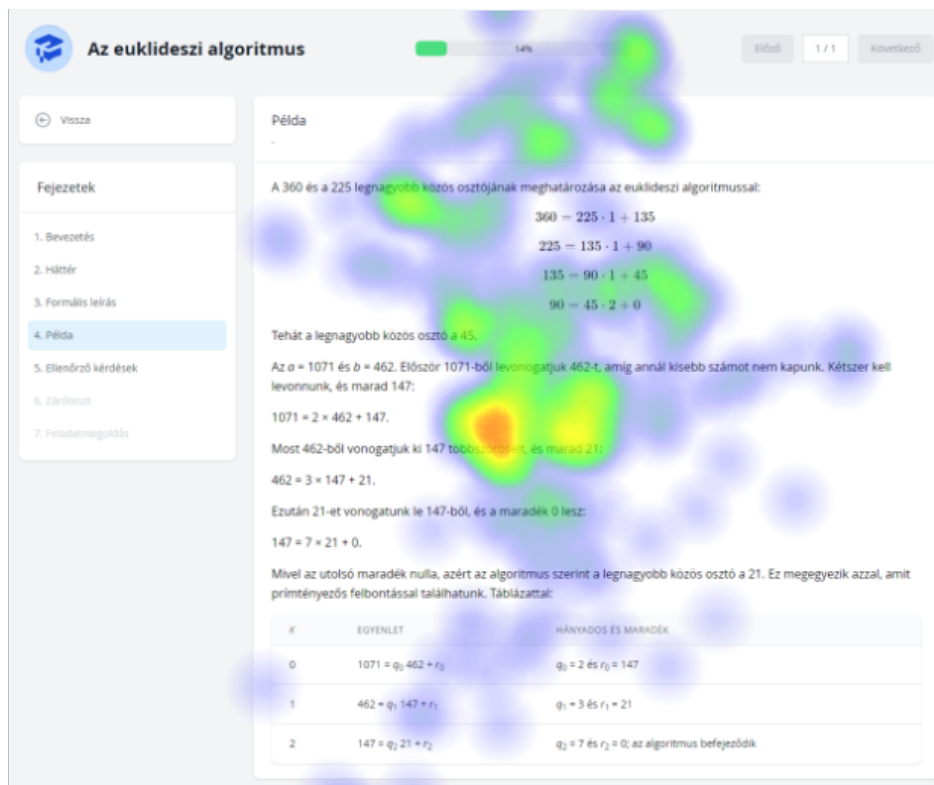 Az euklideszi algoritmus
14%
Előző
1 / 1
Következő
Vissza
Fejezetek
1. Bevezetés
2. Háttér
3. Formális leírás
4. Példa
5. Ellenőrző kérdések
6. Záróteszt
7. Feladatmegoldás
Példa
-
A 360 és a 225 legnagyobb közös osztójának meghatározása az euklideszi algoritmussal:
360 = 225 · 1 + 135
225 = 135 · 1 + 90
135 = 90 · 1 + 45
90 = 45 · 2 + 0
Tehát a legnagyobb közös osztó a 45.
Az a = 1071 és b = 462. Először 1071-ből levonogatjuk 462-t, amíg annál kisebb számot nem kapunk. Kétszer kell
levonnunk, és marad 147:
1071 = 2 × 462 + 147.
Most 462-ből vonogatjuk ki 147 többszöröseit, és marad 21:
462 = 3 × 147 + 21.
Ezután 21-et vonogatunk le 147-ből, és a maradék 0 lesz:
147 = 7 × 21 + 0.
Mivel az utolsó maradék nulla, azért az algoritmus szerint a legnagyobb közös osztó a 21. Ez megegyezik azzal, amit
prímtényezős felbontással találhatunk. Táblázattal:
K EGYENLET HÁNYADOS ÉS MARADÉK
0 1071 = q₀ 462 + r₀ q₀ = 2 és r₀ = 147
1 462 = q₁ 147 + r₁ q₁ = 3 és r₁ = 21
2 147 = q₂ 21 + r₂ q₂ = 7 és r₂ = 0; az algoritmus befejeződik